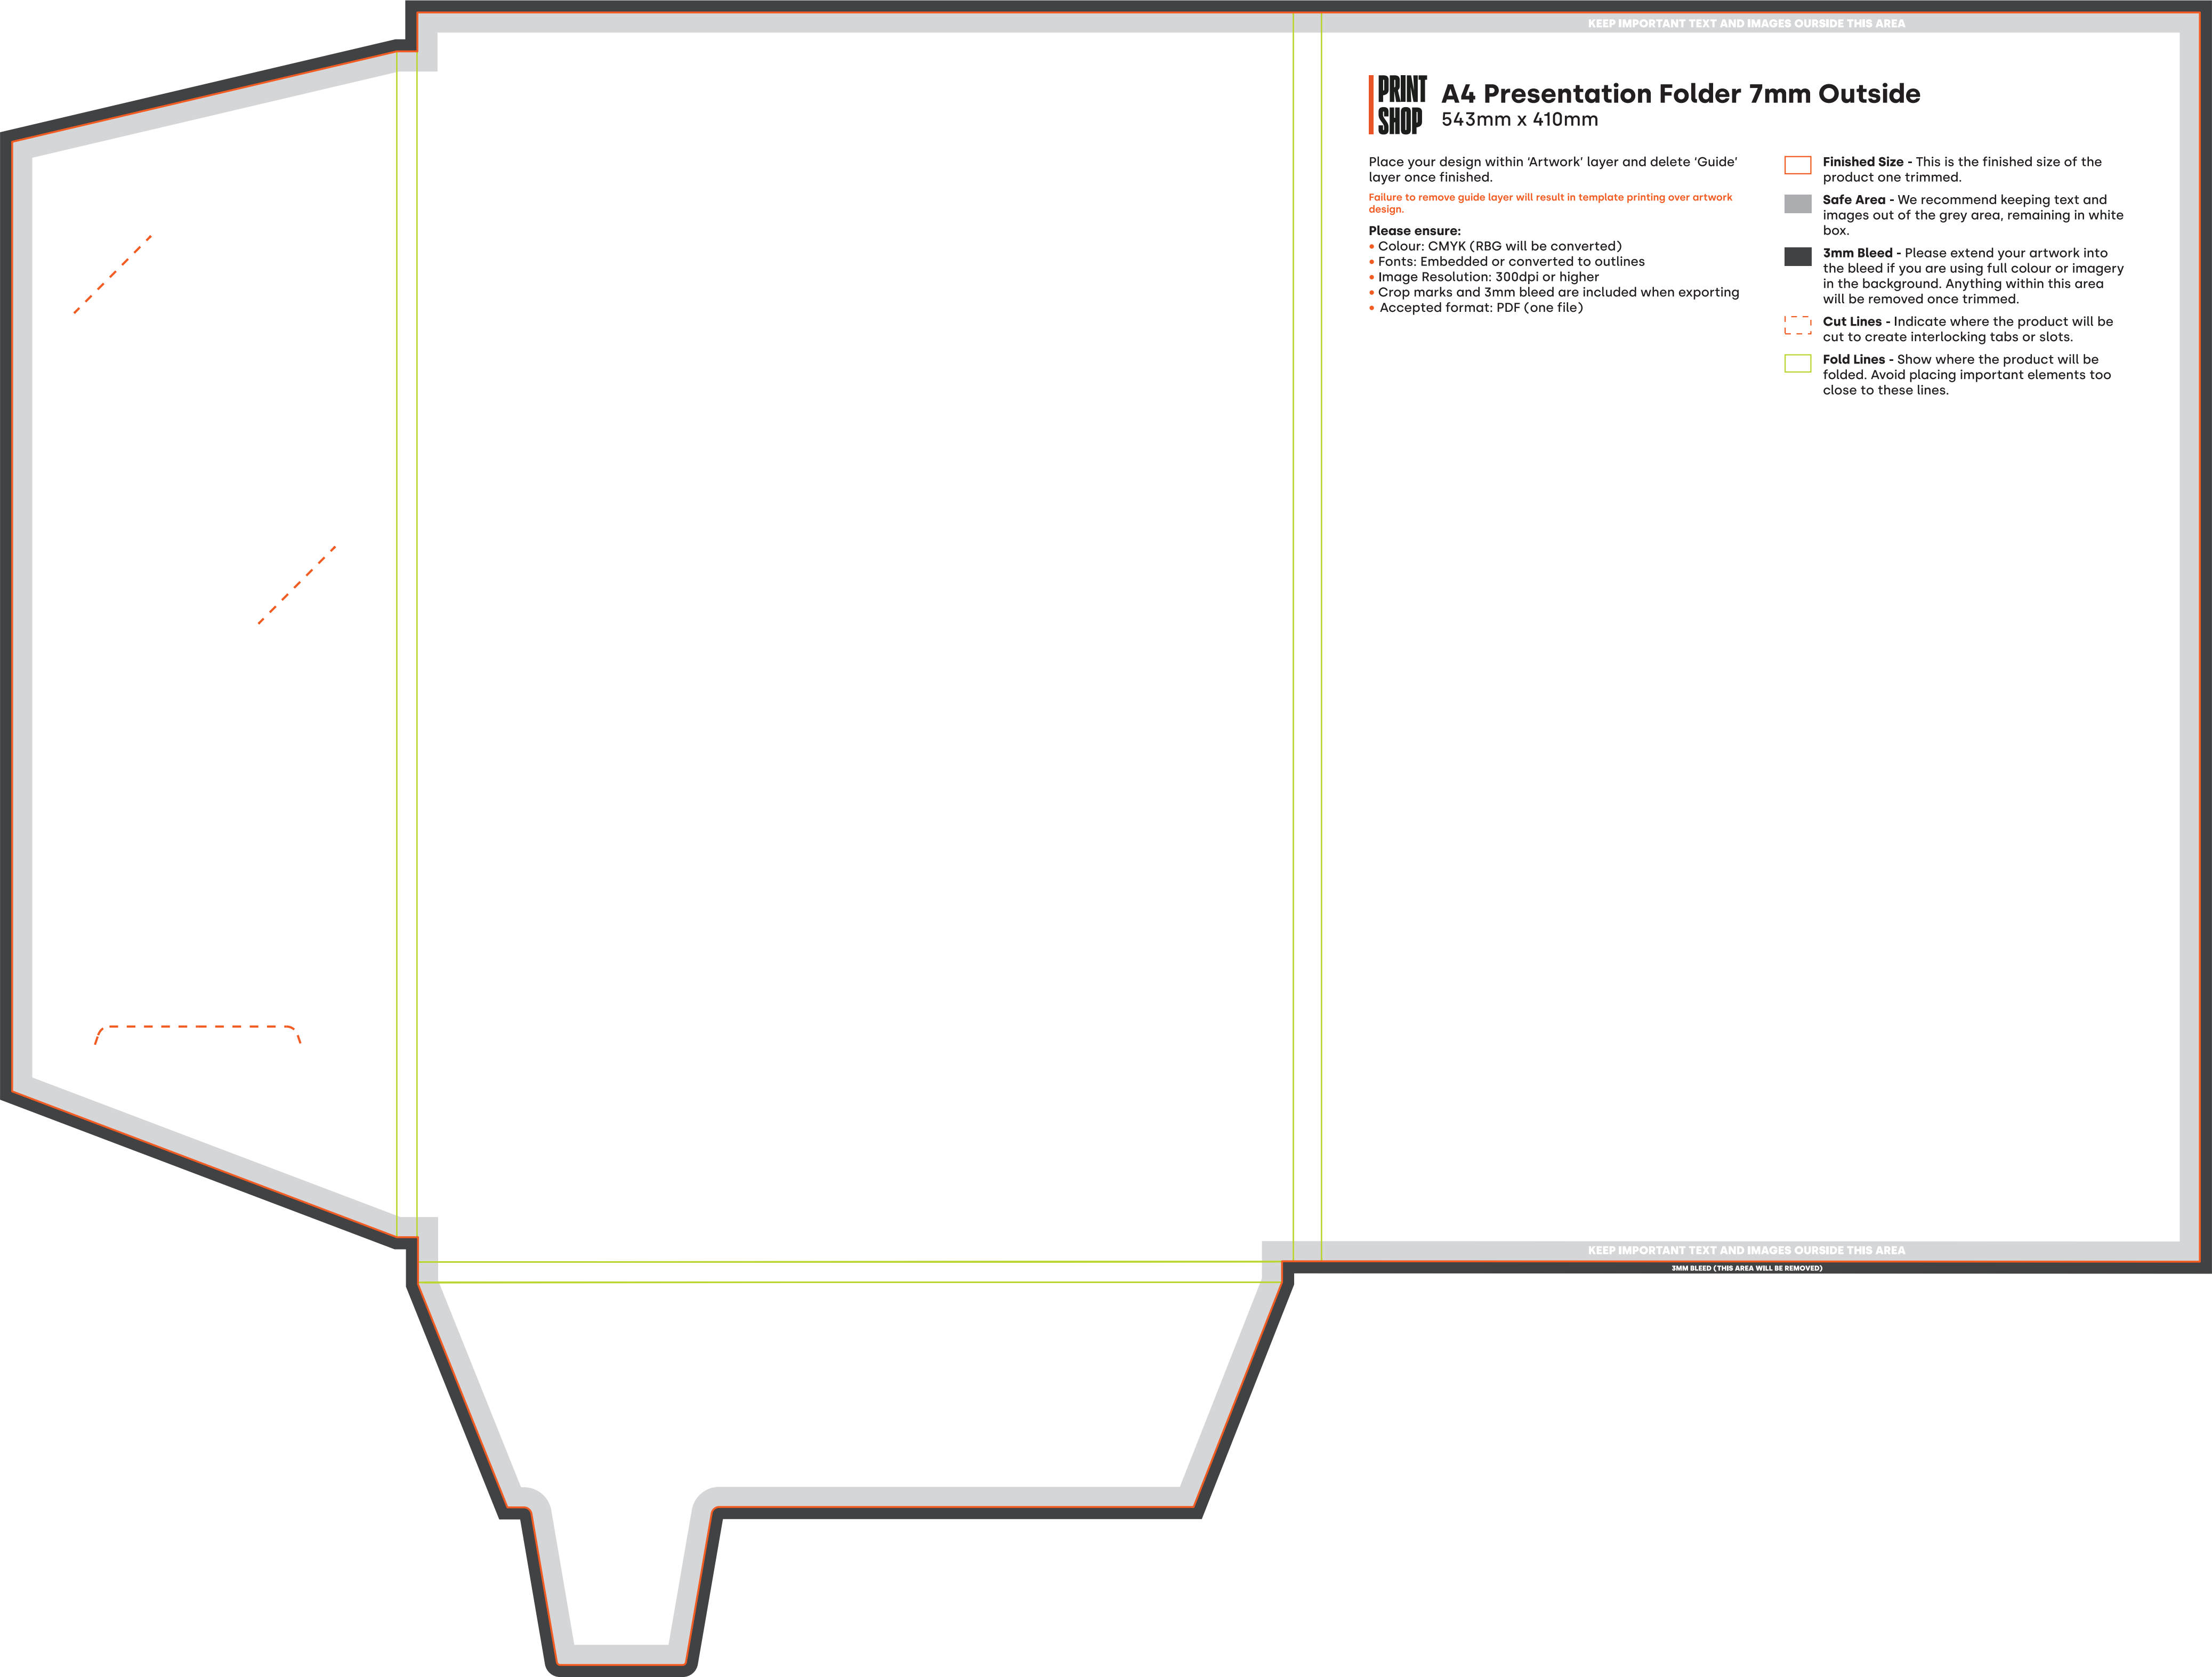 KEEP IMPORTANT TEXT AND IMAGES OURSIDE THIS AREA
PRINT
SHOP
A4 Presentation Folder 7mm Outside
543mm x 410mm
Place your design within ‘Artwork’ layer and delete ‘Guide’
layer once finished.
Failure to remove guide layer will result in template printing over artwork
design.
Please ensure:
• Colour: CMYK (RBG will be converted)
• Fonts: Embedded or converted to outlines
• Image Resolution: 300dpi or higher
• Crop marks and 3mm bleed are included when exporting
• Accepted format: PDF (one file)
Finished Size - This is the finished size of the
product one trimmed.
Safe Area - We recommend keeping text and
images out of the grey area, remaining in white
box.
3mm Bleed - Please extend your artwork into
the bleed if you are using full colour or imagery
in the background. Anything within this area
will be removed once trimmed.
Cut Lines - Indicate where the product will be
cut to create interlocking tabs or slots.
Fold Lines - Show where the product will be
folded. Avoid placing important elements too
close to these lines.
KEEP IMPORTANT TEXT AND IMAGES OURSIDE THIS AREA
3MM BLEED (THIS AREA WILL BE REMOVED)